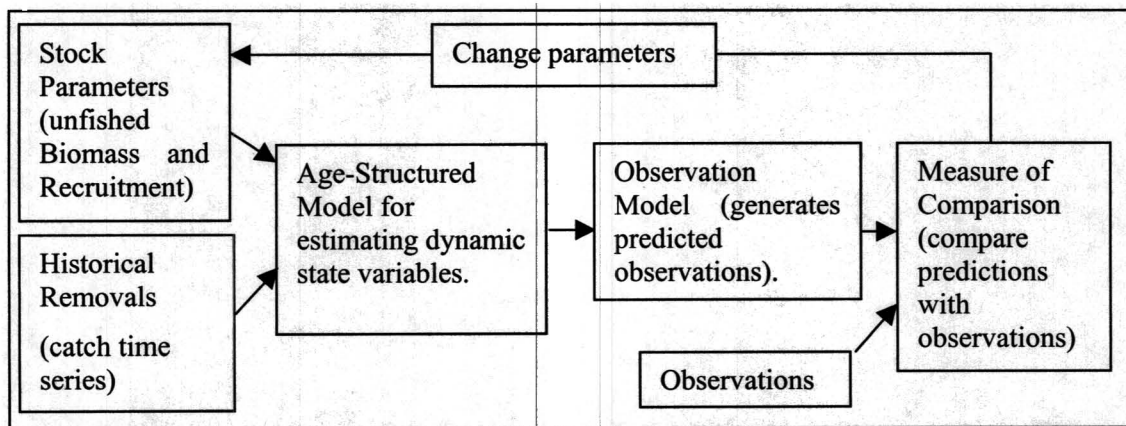 Stock
Parameters
(unfished
Biomass and
Recruitment)
Change parameters
Historical
Removals
(catch time
series)
Age-Structured
Model for
estimating dynamic
state variables.
Observation
Model (generates
predicted
observations).
Observations
Measure of
Comparison
(compare
predictions
with
observations)